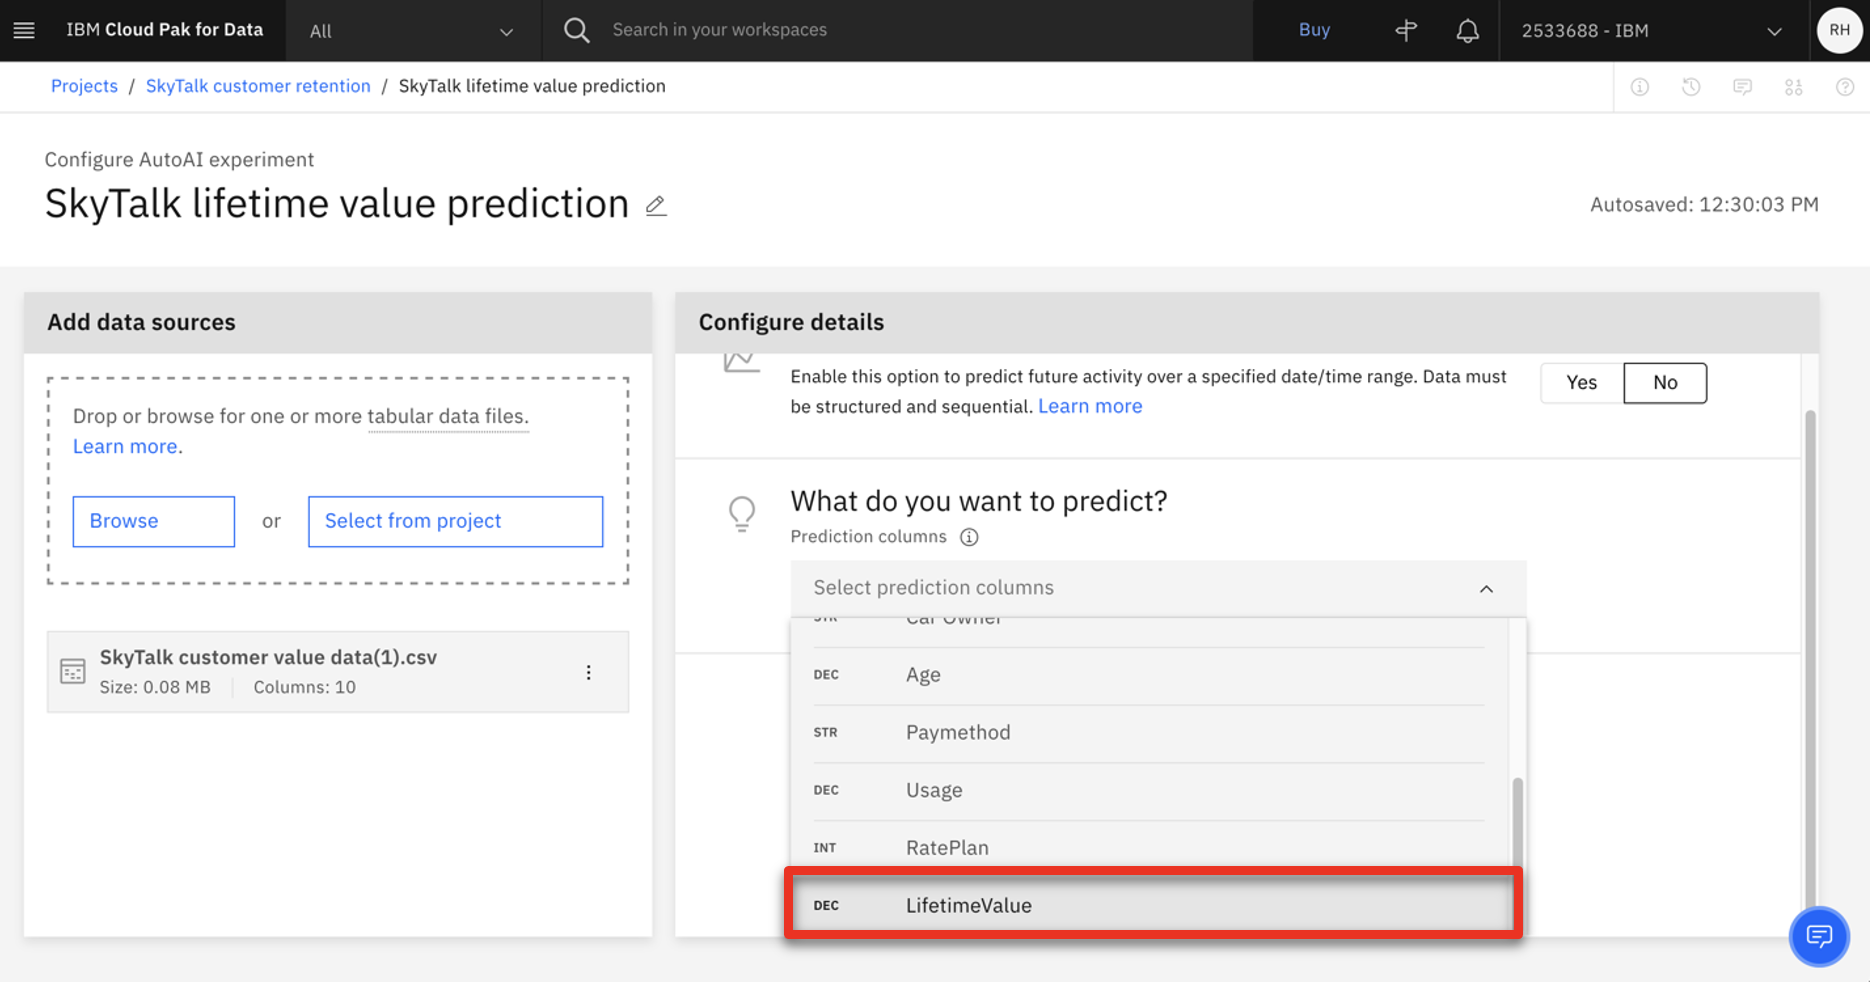 IBM Cloud Pak for Data
All
Search in your workspaces
Buy
2533688 - IBM
RH
Projects / SkyTalk customer retention / SkyTalk lifetime value prediction
Configure AutoAI experiment
SkyTalk lifetime value prediction
Autosaved: 12:30:03 PM
Add data sources
Drop or browse for one or more tabular data files.
Learn more.
Browse or Select from project
SkyTalk customer value data(1).csv
Size: 0.08 MB Columns: 10
Configure details
Enable this option to predict future activity over a specified date/time range. Data must
be structured and sequential. Learn more
Yes No
What do you want to predict?
Prediction columns
Select prediction columns
STR Car Owner
DEC Age
STR Paymethod
DEC Usage
INT RatePlan
DEC LifetimeValue